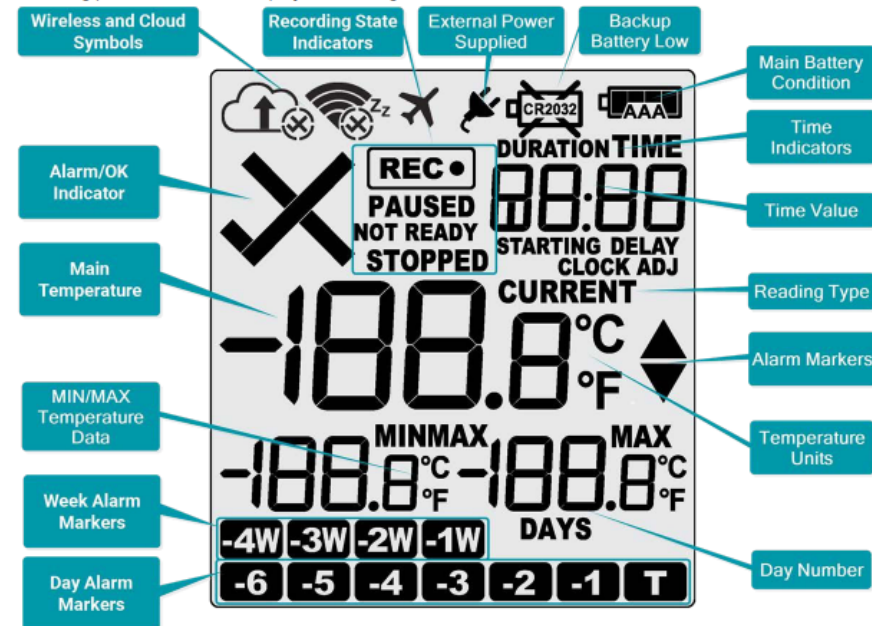 Wireless and Cloud
Symbols
Recording State
Indicators
External Power
Supplied
Backup
Battery Low
Main Battery
Condition
Zz
CR2032
AAA
DURATION TIME
Time
Indicators
Alarm/OK
Indicator
REC
PAUSED
NOT READY
STOPPED
18:88
STARTING DELAY
CLOCK ADJ
Time Value
Main
Temperature
CURRENT
Reading Type
-188.8
°C
°F
Alarm Markers
MIN/MAX
Temperature
Data
MINMAX
MAX
-188.8
°C
°F
-188.8
°C
°F
Temperature
Units
Week Alarm
Markers
-4W -3W -2W -1W
DAYS
Day Number
Day Alarm
Markers
-6 -5 -4 -3 -2 -1 T